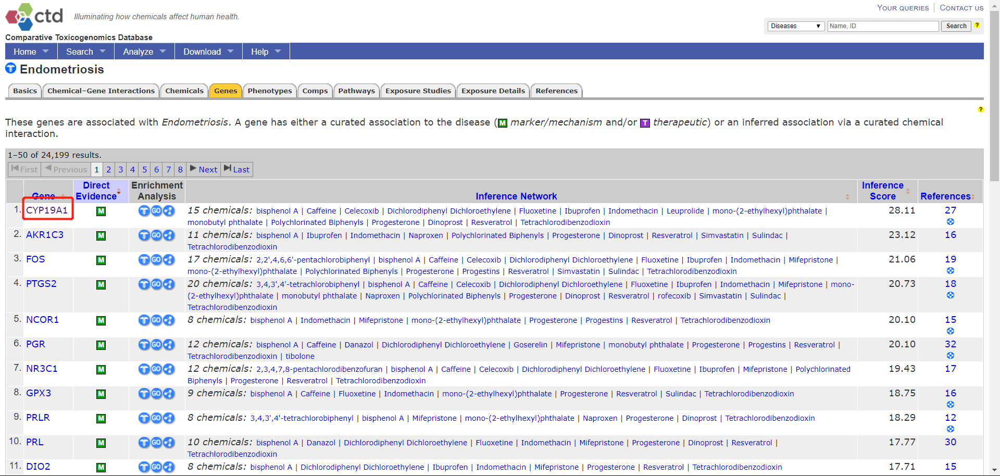 ctd Illuminating how chemicals affect human health.
YOUR QUERIES CONTACT US
Diseases ▼ Name, ID Search ?
Comparative Toxicogenomics Database
Home Search Analyze Download Help
Endometriosis
Basics Chemical–Gene Interactions Chemicals Genes Phenotypes Comps Pathways Exposure Studies Exposure Details References
?
These genes are associated with Endometriosis. A gene has either a curated association to the disease (M marker/mechanism and/or T therapeutic) or an inferred association via a curated chemical
interaction.
1–50 of 24,199 results.
First Previous 1 2 3 4 5 6 7 8 Next Last
Gene Direct Evidence Enrichment Analysis Inference Network Inference Score References
1. CYP19A1 M GO 15 chemicals: bisphenol A | Caffeine | Celecoxib | Dichlorodiphenyl Dichloroethylene | Fluoxetine | Ibuprofen | Indomethacin | Leuprolide | mono-(2-ethylhexyl)phthalate | 28.11 27
monobutyl phthalate | Polychlorinated Biphenyls | Progesterone | Dinoprost | Resveratrol | Tetrachlorodibenzodioxin
2. AKR1C3 M GO 11 chemicals: bisphenol A | Ibuprofen | Indomethacin | Naproxen | Polychlorinated Biphenyls | Progesterone | Dinoprost | Resveratrol | Simvastatin | Sulindac | 23.12 16
Tetrachlorodibenzodioxin
3. FOS M GO 17 chemicals: 2,2',4,6,6'-pentachlorobiphenyl | bisphenol A | Caffeine | Celecoxib | Dichlorodiphenyl Dichloroethylene | Fluoxetine | Ibuprofen | Indomethacin | Mifepristone | 21.06 19
mono-(2-ethylhexyl)phthalate | Polychlorinated Biphenyls | Progesterone | Progestins | Resveratrol | Simvastatin | Sulindac | Tetrachlorodibenzodioxin
4. PTGS2 M GO 20 chemicals: 3,4,3',4'-tetrachlorobiphenyl | bisphenol A | Caffeine | Celecoxib | Dichlorodiphenyl Dichloroethylene | Fluoxetine | Ibuprofen | Indomethacin | Mifepristone | mono- 20.73 18
(2-ethylhexyl)phthalate | monobutyl phthalate | Naproxen | Polychlorinated Biphenyls | Progesterone | Dinoprost | Resveratrol | rofecoxib | Simvastatin | Sulindac |
Tetrachlorodibenzodioxin
5. NCOR1 M GO 8 chemicals: bisphenol A | Indomethacin | Mifepristone | mono-(2-ethylhexyl)phthalate | Progesterone | Progestins | Resveratrol | Tetrachlorodibenzodioxin 20.10 15
6. PGR M GO 12 chemicals: bisphenol A | Caffeine | Danazol | Dichlorodiphenyl Dichloroethylene | Goserelin | Mifepristone | monobutyl phthalate | Progesterone | Progestins | Resveratrol | 20.10 32
Tetrachlorodibenzodioxin | tibolone
7. NR3C1 M GO 12 chemicals: 2,3,4,7,8-pentachlorodibenzofuran | bisphenol A | Caffeine | Celecoxib | Dichlorodiphenyl Dichloroethylene | Fluoxetine | Ibuprofen | Mifepristone | Polychlorinated 19.43 17
Biphenyls | Progesterone | Resveratrol | Tetrachlorodibenzodioxin
8. GPX3 M GO 9 chemicals: bisphenol A | Caffeine | Fluoxetine | Indomethacin | mono-(2-ethylhexyl)phthalate | Progesterone | Resveratrol | Sulindac | Tetrachlorodibenzodioxin 18.75 16
9. PRLR M GO 8 chemicals: 3,4,3',4'-tetrachlorobiphenyl | bisphenol A | Mifepristone | mono-(2-ethylhexyl)phthalate | Naproxen | Progesterone | Dinoprost | Tetrachlorodibenzodioxin 18.29 12
10. PRL M GO 10 chemicals: bisphenol A | Danazol | Dichlorodiphenyl Dichloroethylene | Fluoxetine | Indomethacin | Mifepristone | Progesterone | Dinoprost | Resveratrol | 17.77 30
Tetrachlorodibenzodioxin
11. DIO2 M GO 8 chemicals: bisphenol A | Dichlorodiphenyl Dichloroethylene | Ibuprofen | Indomethacin | Mifepristone | Progesterone | Resveratrol | Tetrachlorodibenzodioxin 17.71 15